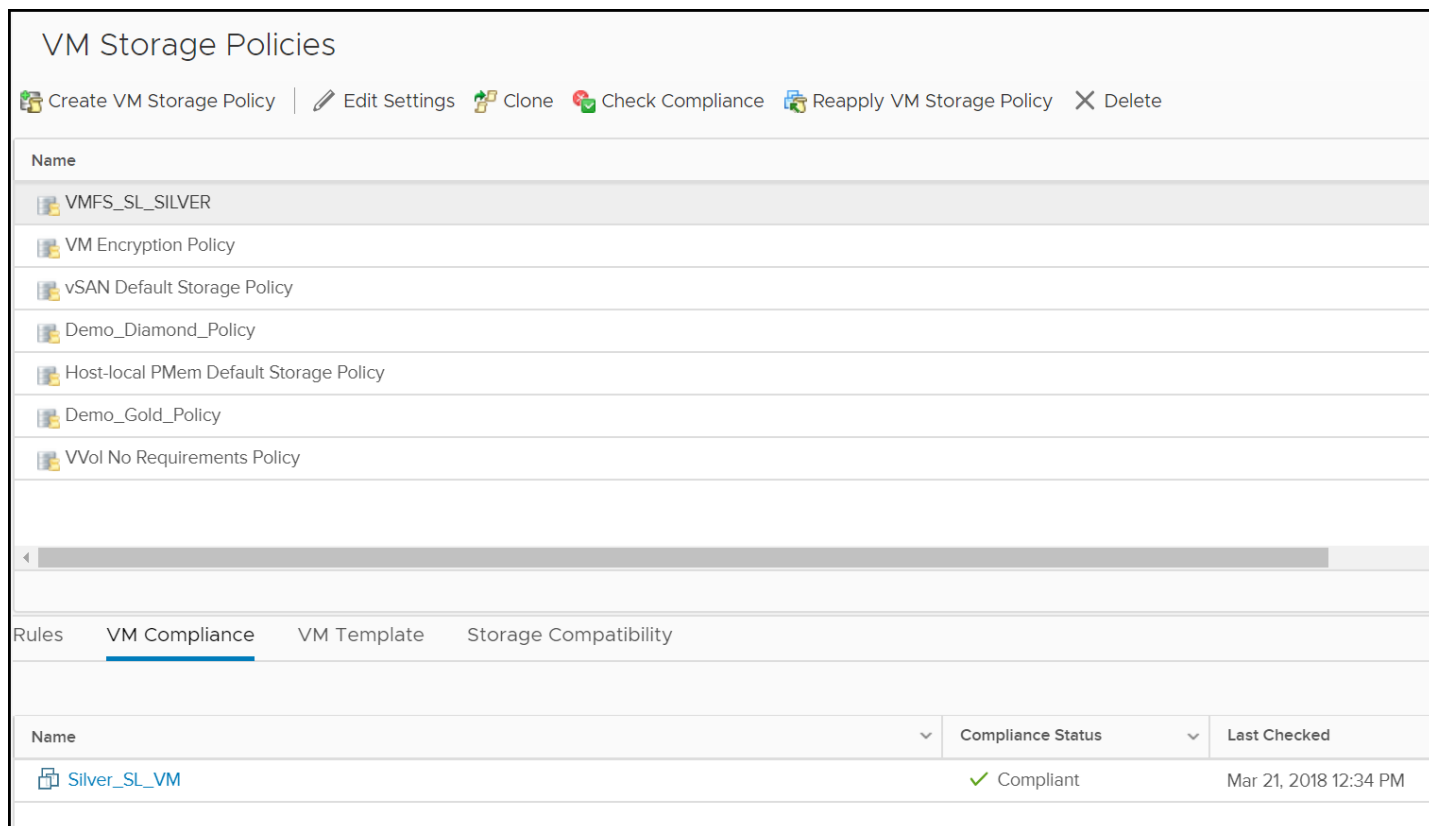 VM Storage Policies
Create VM Storage Policy Edit Settings Clone Check Compliance Reapply VM Storage Policy Delete
Name
VMFS_SL_SILVER
VM Encryption Policy
vSAN Default Storage Policy
Demo_Diamond_Policy
Host-local PMem Default Storage Policy
Demo_Gold_Policy
VVol No Requirements Policy
Rules VM Compliance VM Template Storage Compatibility
Name Compliance Status Last Checked
Silver_SL_VM Compliant Mar 21, 2018 12:34 PM